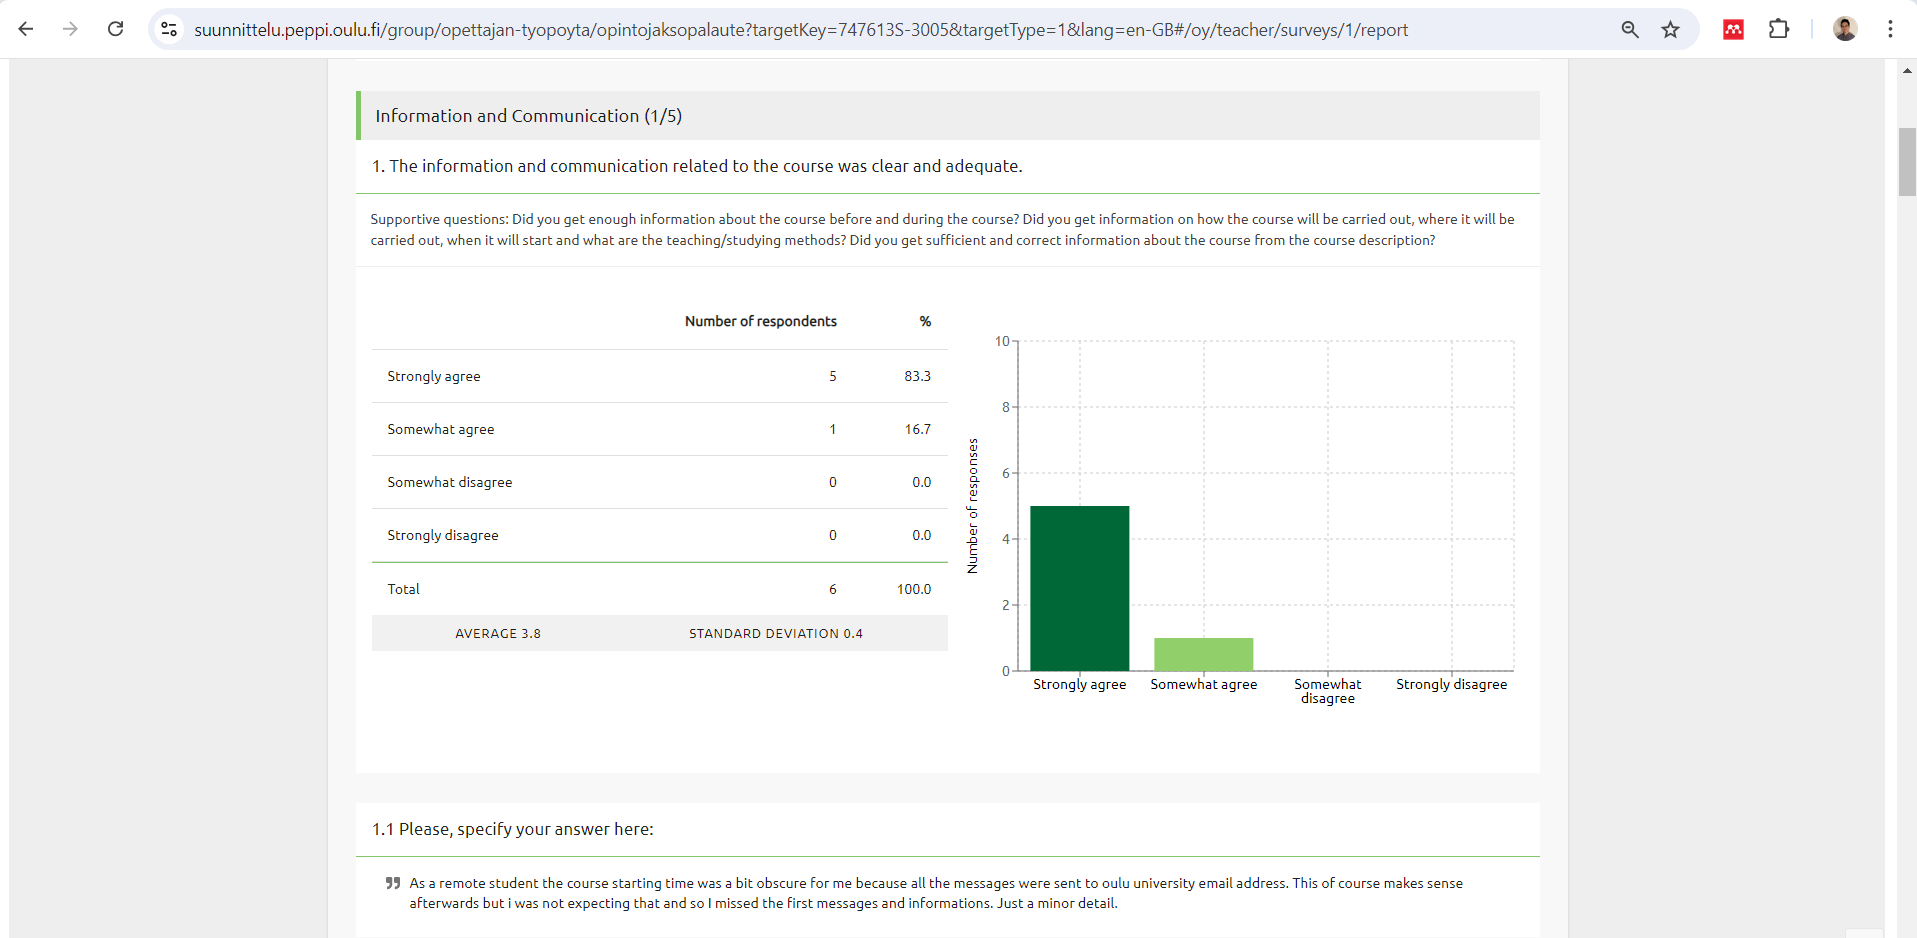 suunnittelu.peppi.oulu.fi/group/opettajan-tyopoyta/opintojaksopalaute?targetKey=747613S-3005&targetType=1&lang=en-GB#/oy/teacher/surveys/1/report
Information and Communication (1/5)
1. The information and communication related to the course was clear and adequate.
Supportive questions: Did you get enough information about the course before and during the course? Did you get information on how the course will be carried out, where it will be
carried out, when it will start and what are the teaching/studying methods? Did you get sufficient and correct information about the course from the course description?
Number of respondents %
Strongly agree 5 83.3
Somewhat agree 1 16.7
Somewhat disagree 0 0.0
Strongly disagree 0 0.0
Total 6 100.0
AVERAGE 3.8 STANDARD DEVIATION 0.4
Number of responses
10
8
6
4
2
0
Strongly agree Somewhat agree Somewhat Strongly disagree
disagree
1.1 Please, specify your answer here:
As a remote student the course starting time was a bit obscure for me because all the messages were sent to oulu university email address. This of course makes sense
afterwards but i was not expecting that and so I missed the first messages and informations. Just a minor detail.